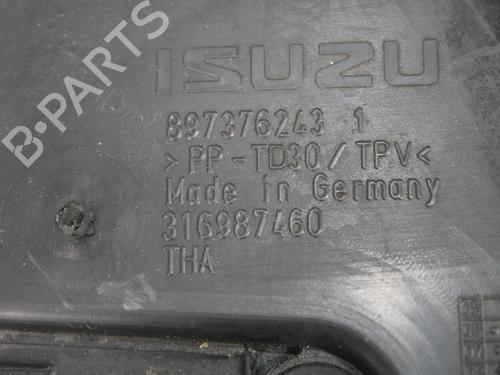 ISUZU
897376243 1
>PP-TD30/TPV<
Made in Germany
316987460
THA
B-PARTS